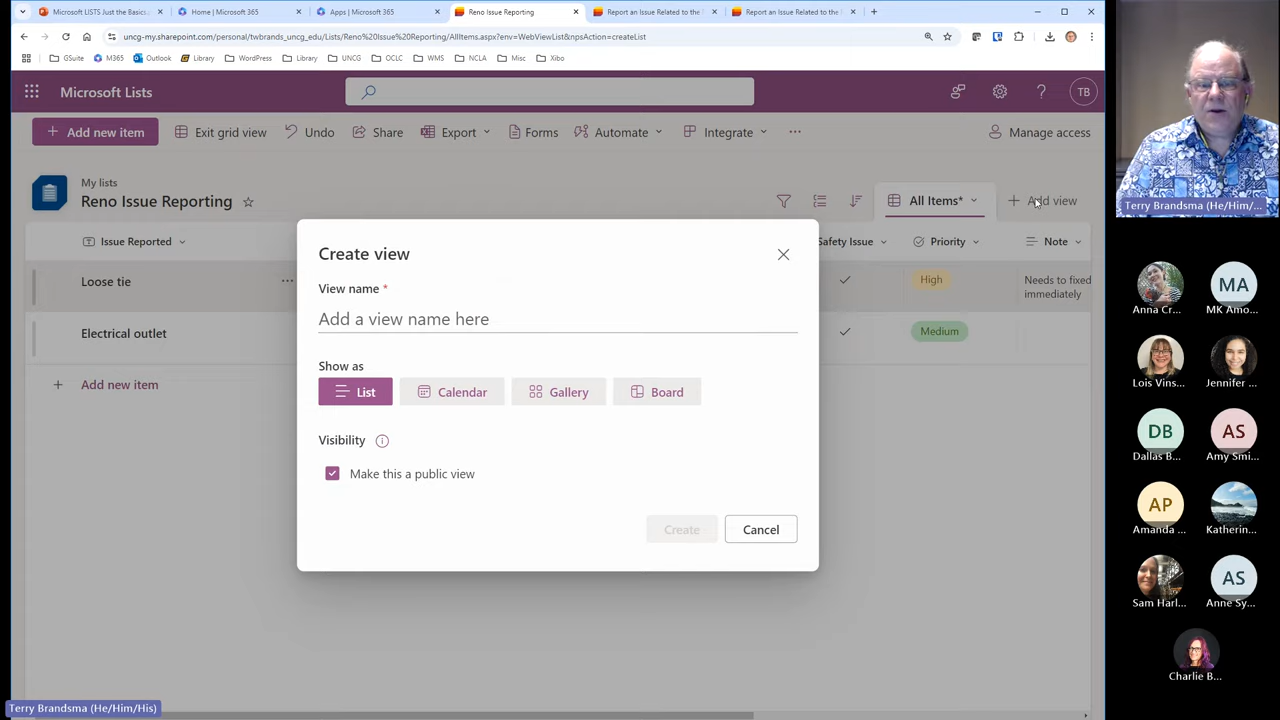 Microsoft LISTS Just the Basics.
Home | Microsoft 365
Apps | Microsoft 365
Reno Issue Reporting
Report an Issue Related to the
Report an Issue Related to the
uncg-my.sharepoint.com/personal/twbrands_uncg_edu/Lists/Reno%20Issue%20Reporting/AllItems.aspx?env=WebViewList&npsAction=createList
GSuite
M365
Outlook
Library
WordPress
Library
UNCG
OCLC
WMS
NCLA
Misc
Xibo
Microsoft Lists
TB
Add new item
Exit grid view
Undo
Share
Export
Forms
Automate
Integrate
Manage access
My lists
Reno Issue Reporting
All Items*
Add view
Issue Reported
Safety Issue
Priority
Note
Loose tie
High
Needs to fixed
immediately
Electrical outlet
Medium
Add new item
Create view
View name *
Add a view name here
Show as
List
Calendar
Gallery
Board
Visibility
Make this a public view
Create
Cancel
Terry Brandsma (He/Him/...
Anna Cr...
MA
MK Amo...
Lois Vins...
Jennifer ...
DB
Dallas B...
AS
Amy Smi...
AP
Amanda ...
Katherin...
Sam Harl...
AS
Anne Sy...
Charlie B...
Terry Brandsma (He/Him/His)